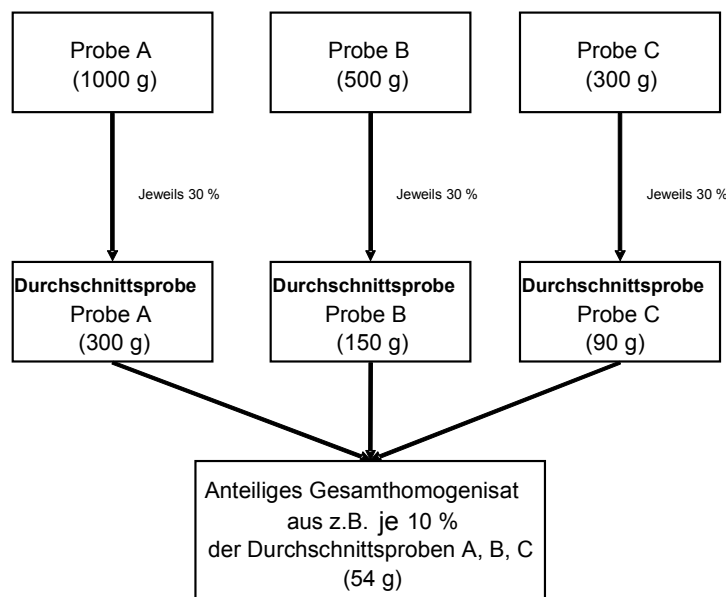 Probe A
(1000 g)
Probe B
(500 g)
Probe C
(300 g)
Jeweils 30 %
Jeweils 30 %
Jeweils 30 %
Durchschnittsprobe
Probe A
(300 g)
Durchschnittsprobe
Probe B
(150 g)
Durchschnittsprobe
Probe C
(90 g)
Anteiliges Gesamthomogenisat
aus z.B. je 10 %
der Durchschnittsproben A, B, C
(54 g)